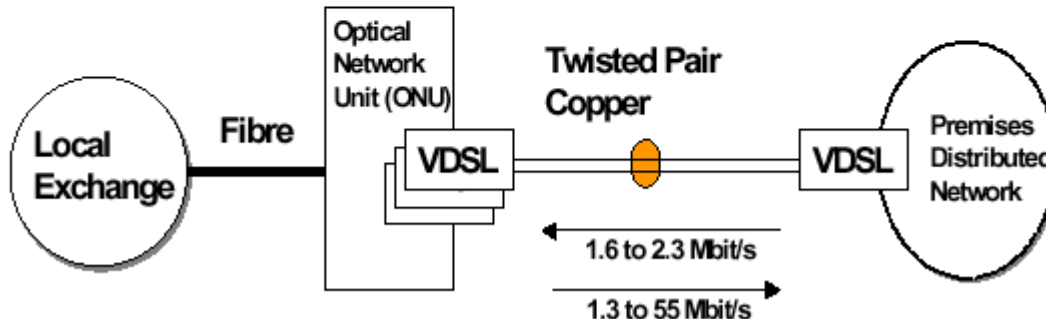 Local
Exchange
Fibre
Optical
Network
Unit (ONU)
VDSL
Twisted Pair
Copper
VDSL
Premises
Distributed
Network
1.6 to 2.3 Mbit/s
1.3 to 55 Mbit/s